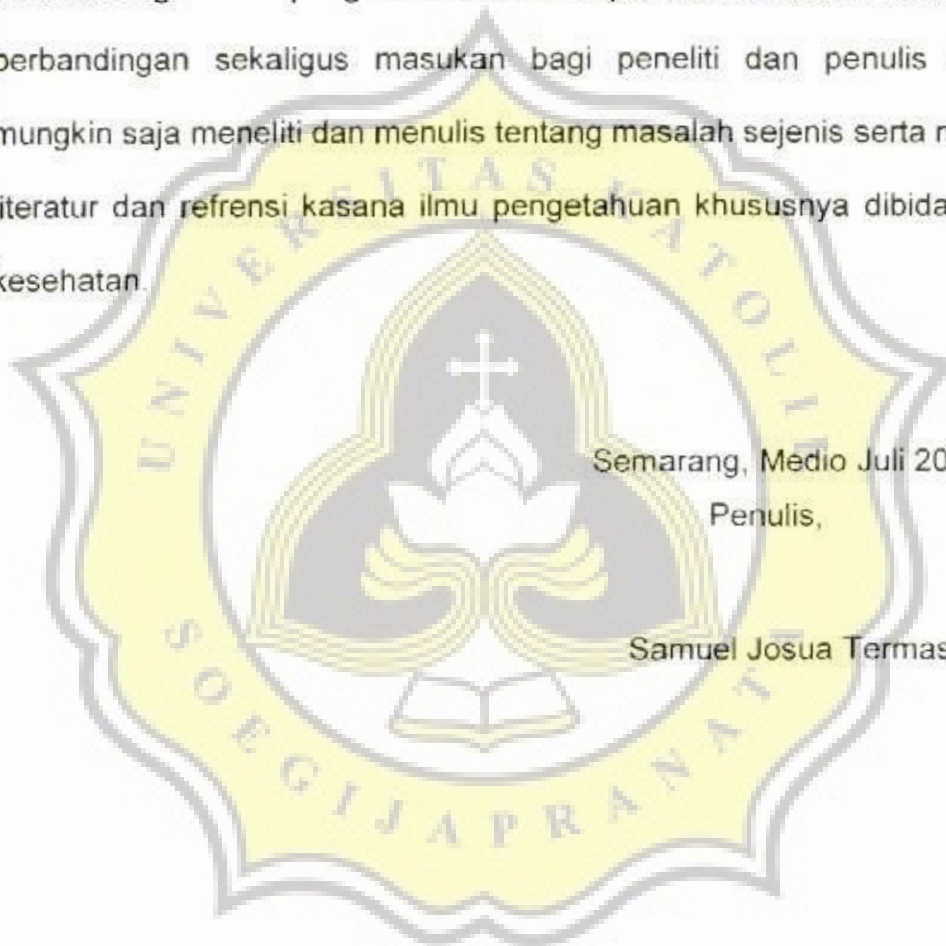 perbandingan sekaligus masukan bagi peneliti dan penulis
mungkin saja meneliti dan menulis tentang masalah sejenis serta
iteratur dan refrensi kasana ilmu pengetahuan khususnya dibida
kesehatan.
Semarang, Medio Juli 20
Penulis,
Samuel Josua Termas
UNIVERSITAS KATOLIK
SOEGIJAPRANATA